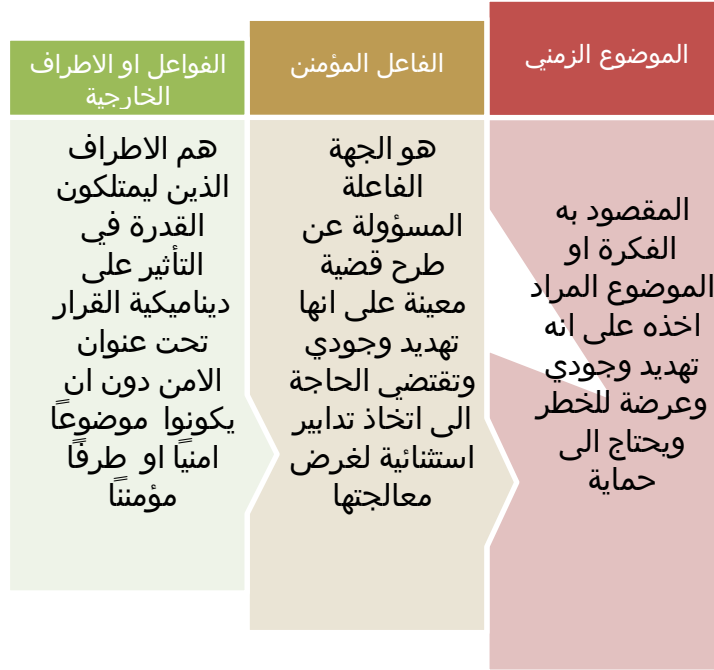 الموضوع الزمني
المقصود به
الفكرة او
الموضوع المراد
اخذه على انه
تهديد وجودي
وعرضة للخطر
ويحتاج الى
حماية
الفاعل المؤمنن
هو الجهة
الفاعلة
المسؤولة عن
طرح قضية
معينة على انها
تهديد وجودي
وتقتضي الحاجة
الى اتخاذ تدابير
استثنائية لغرض
معالجتها
الفواعل او الاطراف
الخارجية
هم الاطراف
الذين ليمتلكون
القدرة في
التأثير على
ديناميكية القرار
تحت عنوان
الامن دون ان
يكونوا موضوعاً
امنياً او طرفًا
مؤمننًا